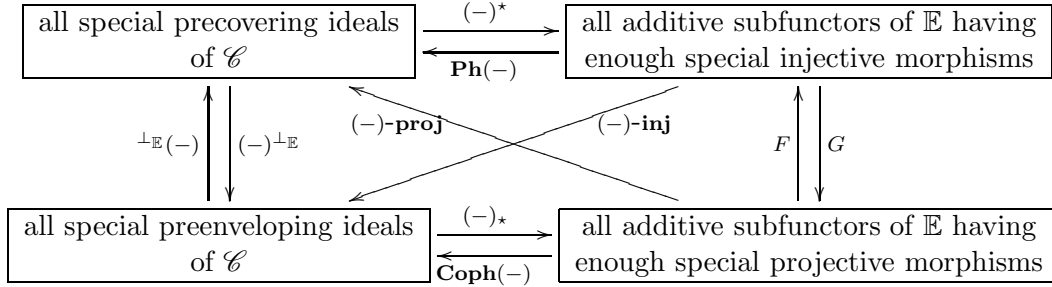 all special precovering ideals
of 𝒞
(−)⋆
Ph(−)
all additive subfunctors of 𝔼 having
enough special injective morphisms
⊥𝔼(−)
(−)⊥𝔼
(−)-proj
(−)-inj
F
G
all special preenveloping ideals
of 𝒞
(−)⋆
Coph(−)
all additive subfunctors of 𝔼 having
enough special projective morphisms